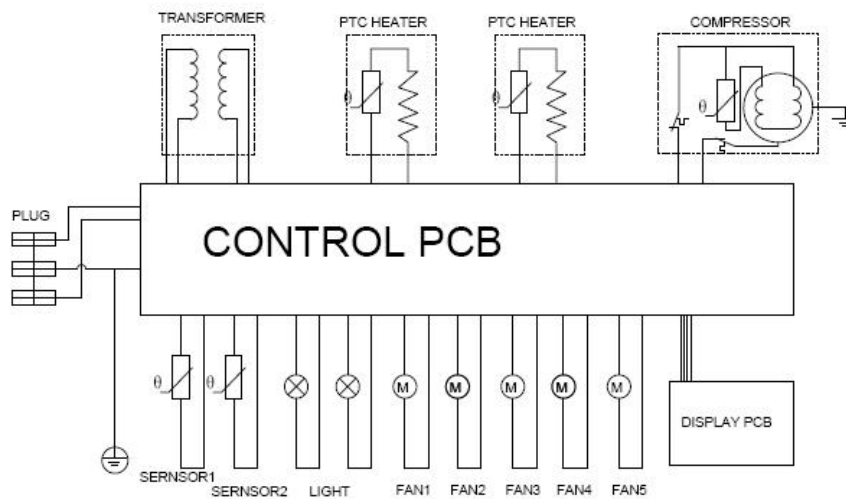 TRANSFORMER
PTC HEATER
PTC HEATER
COMPRESSOR
θ
θ
θ
PLUG
CONTROL PCB
θ
θ
M
M
M
M
M
DISPLAY PCB
SERNSOR1
SERNSOR2
LIGHT
FAN1
FAN2
FAN3
FAN4
FAN5